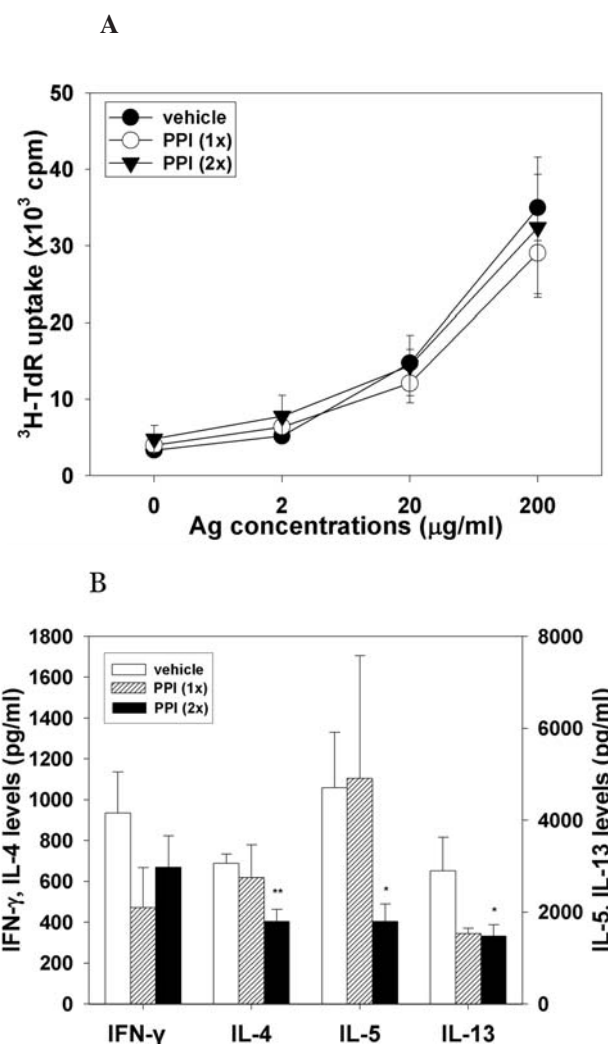 A
50
40
30
20
10
0
³H-TdR uptake (x10³ cpm)
vehicle
PPI (1x)
PPI (2x)
0 2 20 200
Ag concentrations (μg/ml)
B
1800
1600
1400
1200
1000
800
600
400
200
0
IFN-γ, IL-4 levels (pg/ml)
vehicle
PPI (1x)
PPI (2x)
** * *
8000
6000
4000
2000
0
IL-5, IL-13 levels (pg/ml)
IFN-γ IL-4 IL-5 IL-13